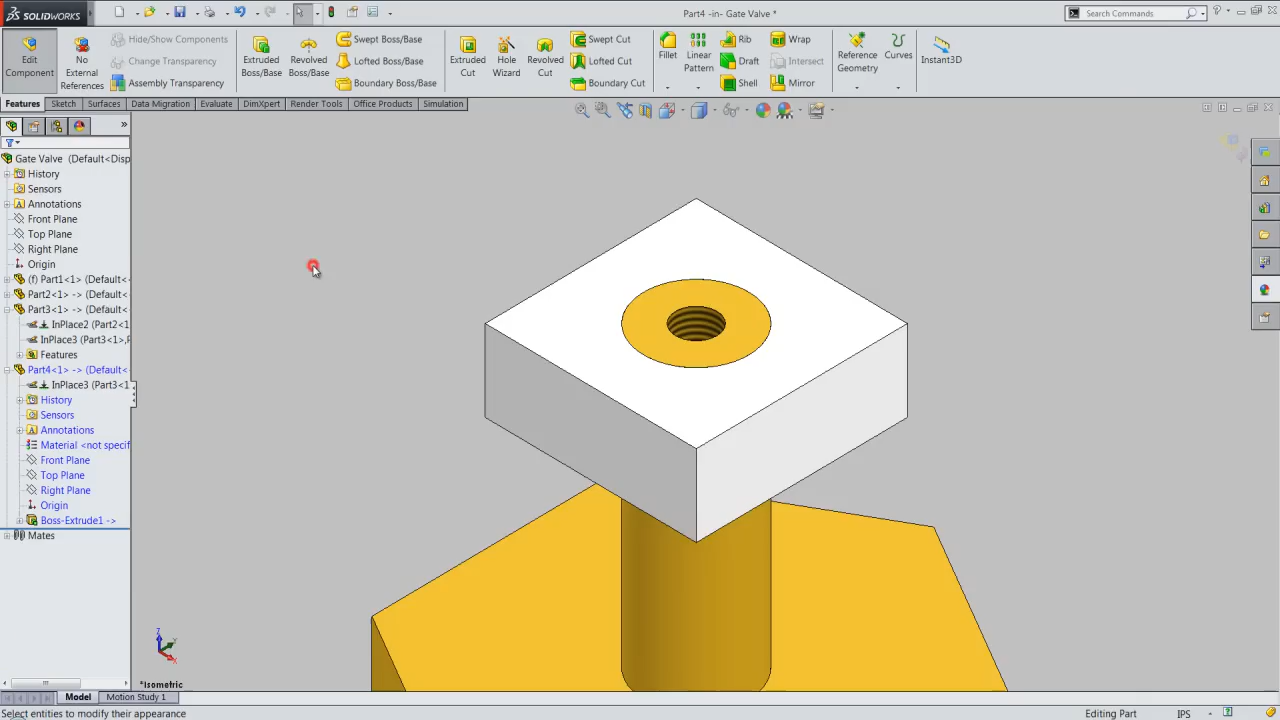 SOLIDWORKS
Part4 -in- Gate Valve *
Search Commands
Edit Component
No External References
Hide/Show Components
Change Transparency
Assembly Transparency
Extruded Boss/Base
Revolved Boss/Base
Swept Boss/Base
Lofted Boss/Base
Boundary Boss/Base
Extruded Cut
Hole Wizard
Revolved Cut
Swept Cut
Lofted Cut
Boundary Cut
Fillet
Linear Pattern
Rib
Draft
Shell
Wrap
Intersect
Mirror
Reference Geometry
Curves
Instant3D
Features Sketch Surfaces Data Migration Evaluate DimXpert Render Tools Office Products Simulation
Gate Valve (Default<Disp
History
Sensors
Annotations
Front Plane
Top Plane
Right Plane
Origin
(f) Part1<1> (Default<
Part2<1> -> (Default<
Part3<1> -> (Default<
InPlace2 (Part2<1
InPlace3 (Part3<1>,
Features
Part4<1> -> (Default<
InPlace3 (Part3<1
History
Sensors
Annotations
Material <not specif
Front Plane
Top Plane
Right Plane
Origin
Boss-Extrude1 ->
Mates
Z
Y
X
*Isometric
Model Motion Study 1
Select entities to modify their appearance
Editing Part IPS